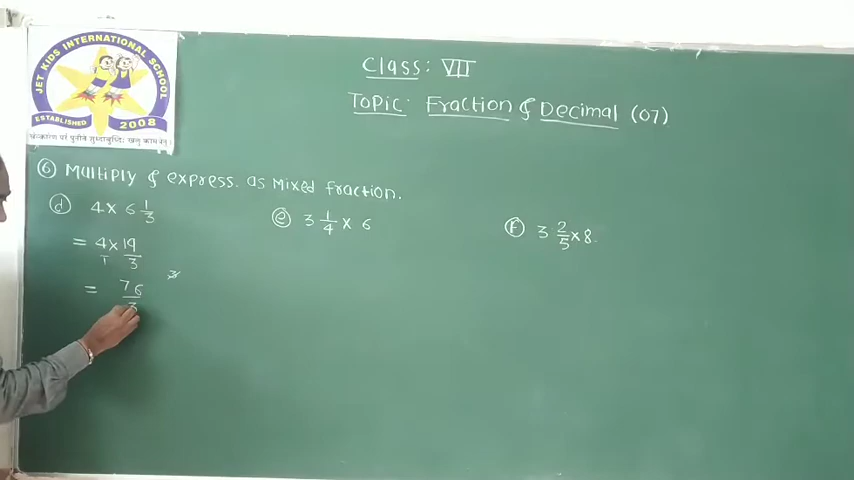 JET KIDS INTERNATIONAL SCHOOL
ESTABLISHED 2008
Class: VII
Topic: Fraction & Decimal (07)
⑥ Multiply & express. as Mixed fraction.
ⓓ 4 x 6 1/3
= 4/1 x 19/3
= 76/3
ⓔ 3 1/4 x 6
ⓕ 3 2/5 x 8.